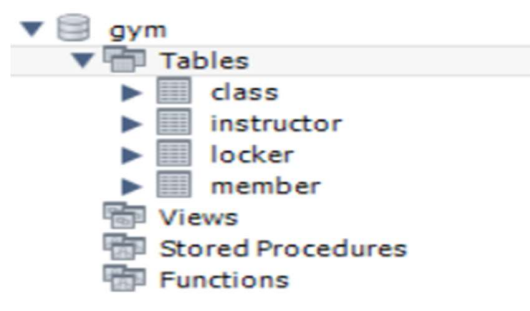 gym
Tables
class
instructor
locker
member
Views
Stored Procedures
Functions